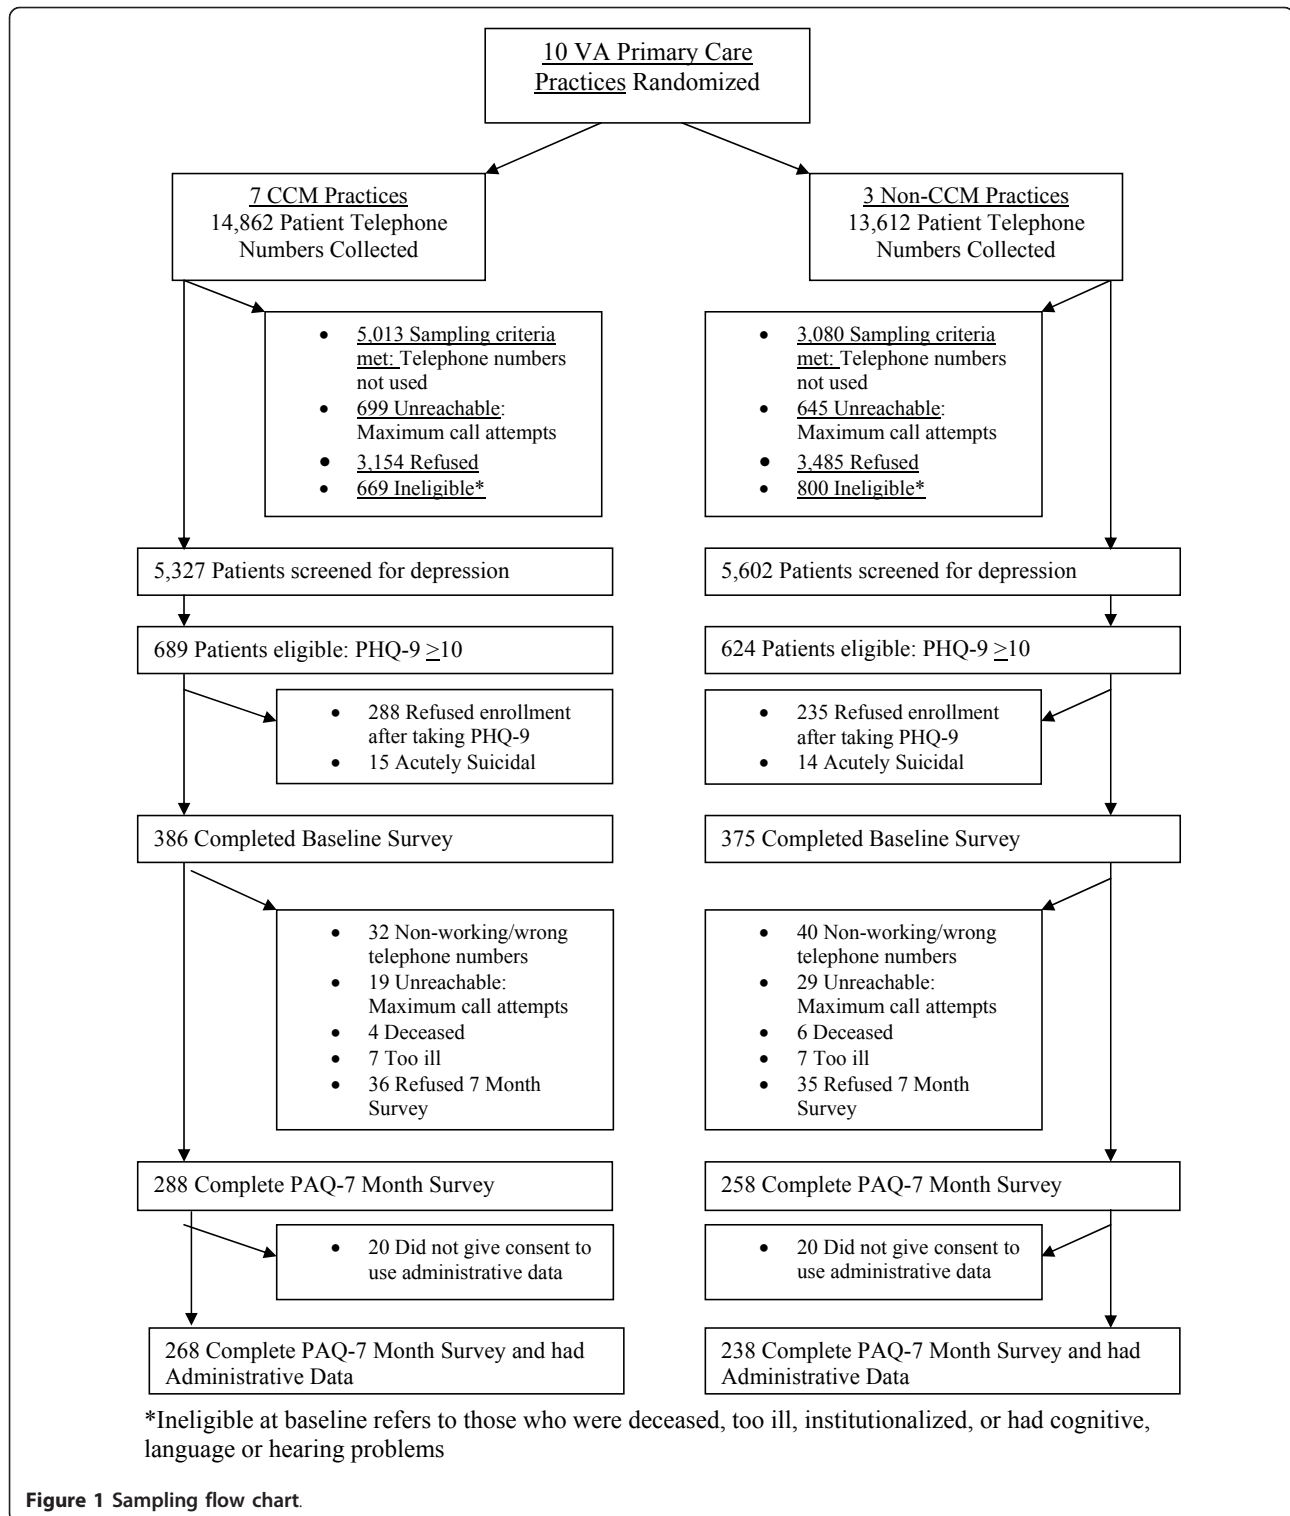 10 VA Primary Care
Practices Randomized
7 CCM Practices
14,862 Patient Telephone
Numbers Collected
3 Non-CCM Practices
13,612 Patient Telephone
Numbers Collected
• 5,013 Sampling criteria
met: Telephone numbers
not used
• 699 Unreachable:
Maximum call attempts
• 3,154 Refused
• 669 Ineligible*
• 3,080 Sampling criteria
met: Telephone numbers
not used
• 645 Unreachable:
Maximum call attempts
• 3,485 Refused
• 800 Ineligible*
5,327 Patients screened for depression
5,602 Patients screened for depression
689 Patients eligible: PHQ-9 ≥10
624 Patients eligible: PHQ-9 ≥10
• 288 Refused enrollment
after taking PHQ-9
• 15 Acutely Suicidal
• 235 Refused enrollment
after taking PHQ-9
• 14 Acutely Suicidal
386 Completed Baseline Survey
375 Completed Baseline Survey
• 32 Non-working/wrong
telephone numbers
• 19 Unreachable:
Maximum call attempts
• 4 Deceased
• 7 Too ill
• 36 Refused 7 Month
Survey
• 40 Non-working/wrong
telephone numbers
• 29 Unreachable:
Maximum call attempts
• 6 Deceased
• 7 Too ill
• 35 Refused 7 Month
Survey
288 Complete PAQ-7 Month Survey
258 Complete PAQ-7 Month Survey
• 20 Did not give consent to
use administrative data
• 20 Did not give consent to
use administrative data
268 Complete PAQ-7 Month Survey and had
Administrative Data
238 Complete PAQ-7 Month Survey and had
Administrative Data
*Ineligible at baseline refers to those who were deceased, too ill, institutionalized, or had cognitive,
language or hearing problems
Figure 1 Sampling flow chart.